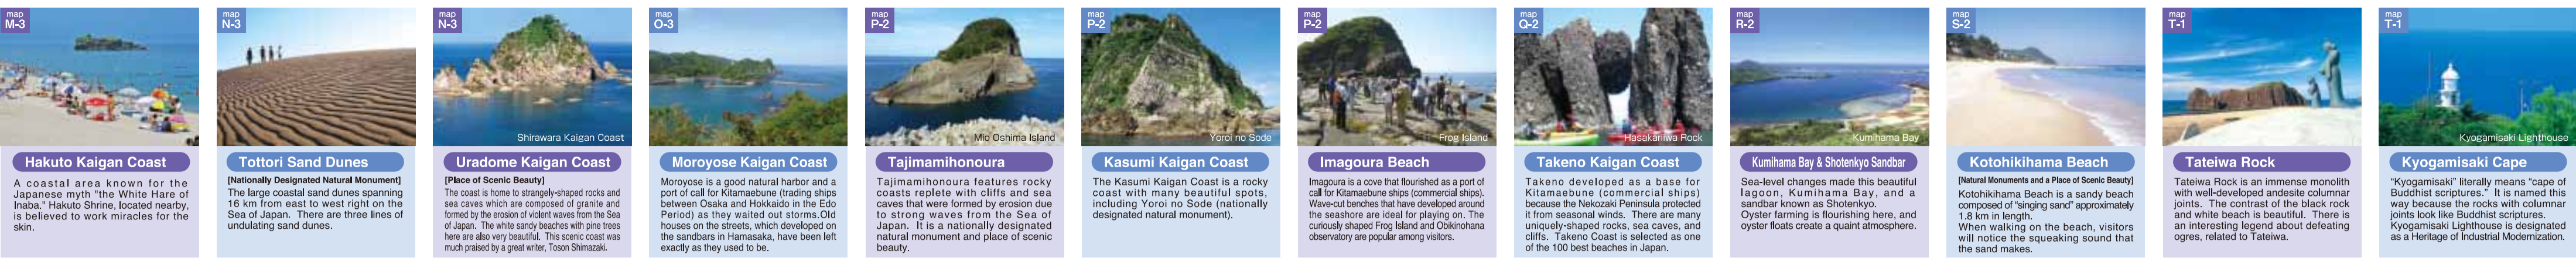 map
M-3
Hakuto Kaigan Coast
A coastal area known for the
Japanese myth "the White Hare of
Inaba." Hakuto Shrine, located nearby,
is believed to work miracles for the
skin.
map
N-3
Tottori Sand Dunes
[Nationally Designated Natural Monument]
The large coastal sand dunes spanning
16 km from east to west right on the
Sea of Japan. There are three lines of
undulating sand dunes.
map
N-3
Shirawara Kaigan Coast
Uradome Kaigan Coast
[Place of Scenic Beauty]
The coast is home to strangely-shaped rocks and
sea caves which are composed of granite and
formed by the erosion of violent waves from the Sea
of Japan. The white sandy beaches with pine trees
here are also very beautiful. This scenic coast was
much praised by a great writer, Toson Shimazaki.
map
O-3
Moroyose Kaigan Coast
Moroyose is a good natural harbor and a
port of call for Kitamaebune (trading ships
between Osaka and Hokkaido in the Edo
Period) as they waited out storms.Old
houses on the streets, which developed on
the sandbars in Hamasaka, have been left
exactly as they used to be.
map
P-2
Mio Oshima Island
Tajimamihonoura
Tajimamihonoura features rocky
coasts replete with cliffs and sea
caves that were formed by erosion due
to strong waves from the Sea of
Japan. It is a nationally designated
natural monument and place of scenic
beauty.
map
P-2
Yoroi no Sode
Kasumi Kaigan Coast
The Kasumi Kaigan Coast is a rocky
coast with many beautiful spots,
including Yoroi no Sode (nationally
designated natural monument).
map
P-2
Frog Island
Imagoura Beach
Imagoura is a cove that flourished as a port of
call for Kitamaebune ships (commercial ships).
Wave-cut benches that have developed around
the seashore are ideal for playing on. The
curiously shaped Frog Island and Obikinohana
observatory are popular among visitors.
map
Q-2
Hasakariiwa Rock
Takeno Kaigan Coast
Takeno developed as a base for
Kitamaebune (commercial ships)
because the Nekozaki Peninsula protected
it from seasonal winds. There are many
uniquely-shaped rocks, sea caves, and
cliffs. Takeno Coast is selected as one
of the 100 best beaches in Japan.
map
R-2
Kumihama Bay
Kumihama Bay & Shotenkyo Sandbar
Sea-level changes made this beautiful
lagoon, Kumihama Bay, and a
sandbar known as Shotenkyo.
Oyster farming is flourishing here, and
oyster floats create a quaint atmosphere.
map
S-2
Kotohikihama Beach
[Natural Monuments and a Place of Scenic Beauty]
Kotohikihama Beach is a sandy beach
composed of "singing sand" approximately
1.8 km in length.
When walking on the beach, visitors
will notice the squeaking sound that
the sand makes.
map
T-1
Tateiwa Rock
Tateiwa Rock is an immense monolith
with well-developed andesite columnar
joints. The contrast of the black rock
and white beach is beautiful. There is
an interesting legend about defeating
ogres, related to Tateiwa.
map
T-1
Kyogamisaki Lighthouse
Kyogamisaki Cape
"Kyogamisaki" literally means "cape of
Buddhist scriptures." It is named this
way because the rocks with columnar
joints look like Buddhist scriptures.
Kyogamisaki Lighthouse is designated
as a Heritage of Industrial Modernization.